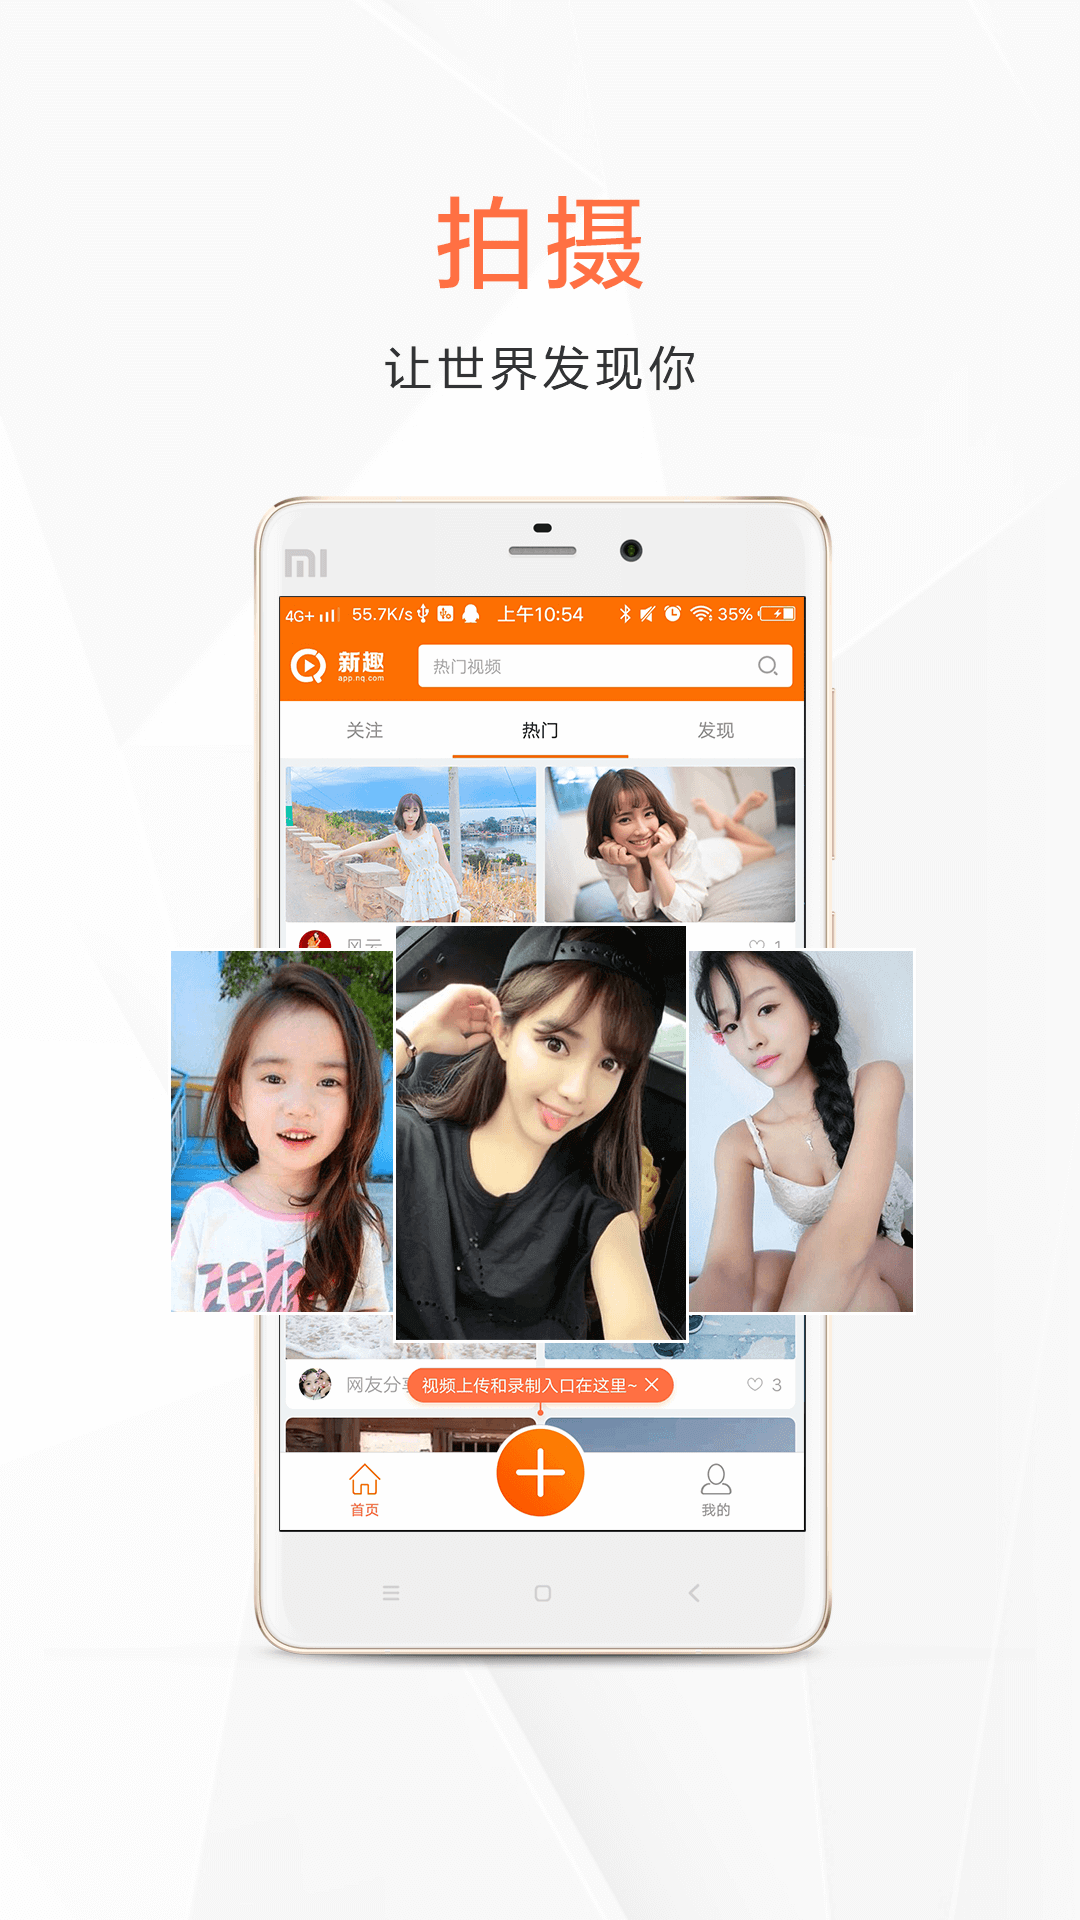 拍摄
让世界发现你
mi
4G+ 55.7K/s 上午10:54 35%
新趣 热门视频
app.nq.com
关注 热门 发现
风云 1
zeb
网友分享 视频上传和录制入口在这里~ 3
首页 我的